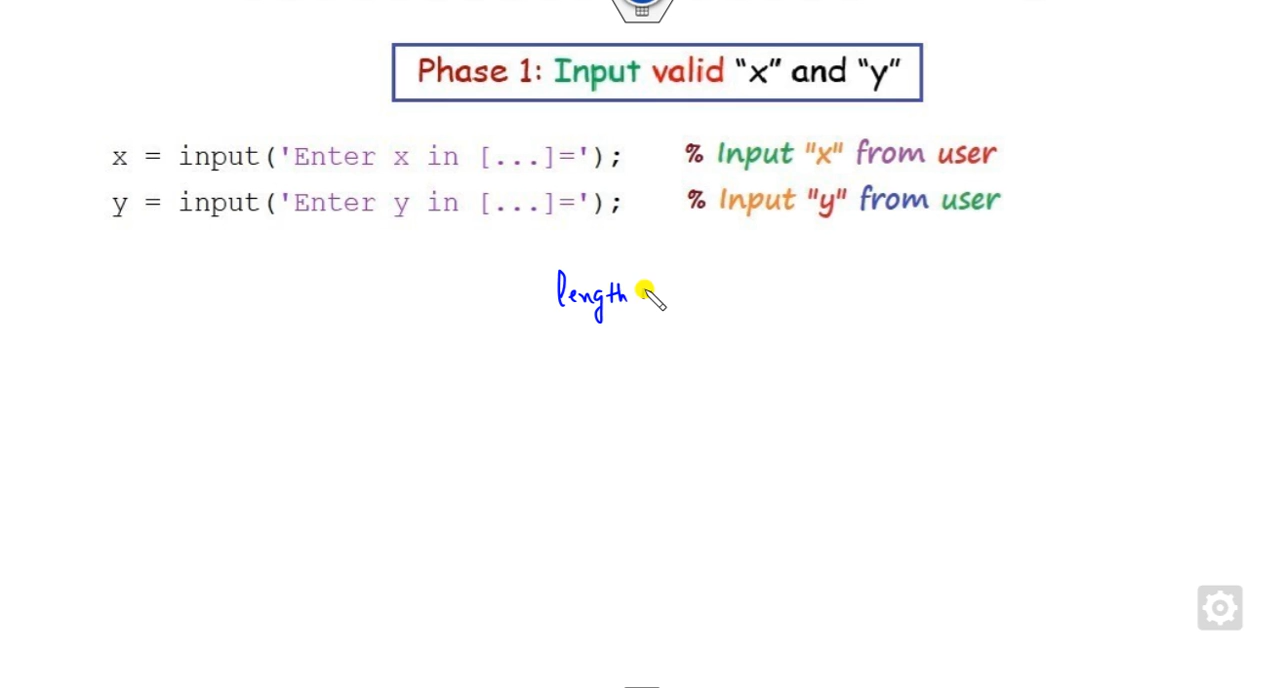 Phase 1: Input valid “x” and “y”
x = input('Enter x in [...]='); % Input "x" from user
y = input('Enter y in [...]='); % Input "y" from user
length